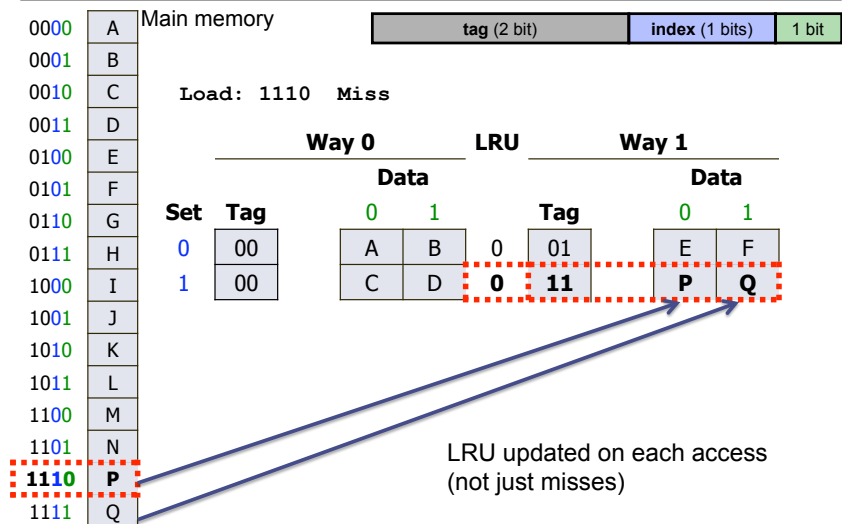 Main memory
tag (2 bit) index (1 bits) 1 bit
0000 A
0001 B
0010 C
0011 D
0100 E
0101 F
0110 G
0111 H
1000 I
1001 J
1010 K
1011 L
1100 M
1101 N
1110 P
1111 Q
Load: 1110 Miss
Way 0 LRU Way 1
Data Data
Set Tag 0 1 Tag 0 1
0 00 A B 0 01 E F
1 00 C D 0 11 P Q
LRU updated on each access
(not just misses)